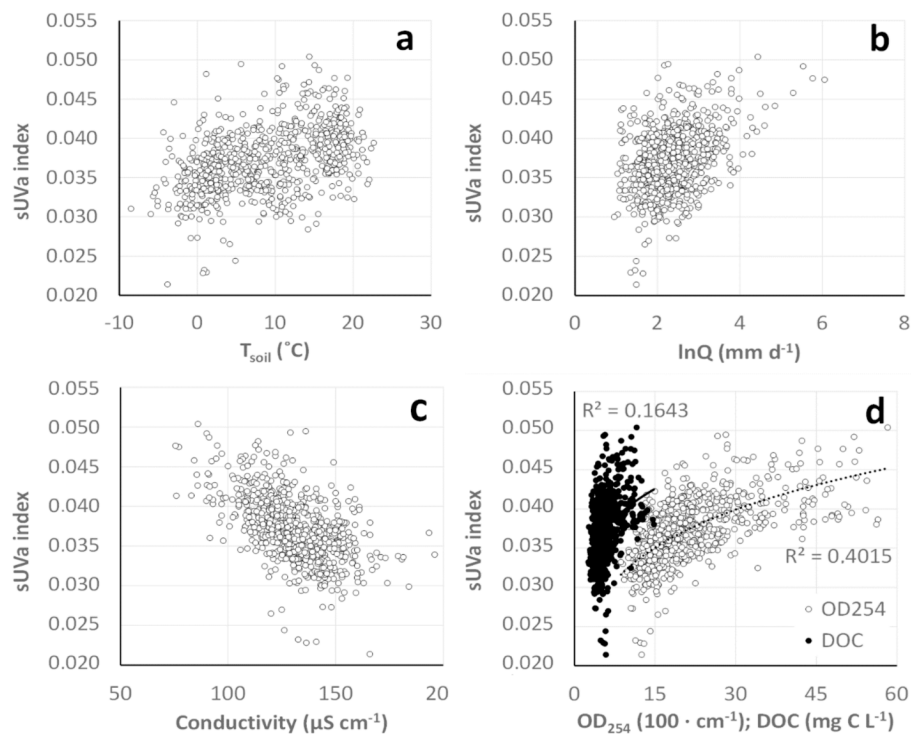 a
0.055
0.050
0.045
0.040
0.035
0.030
0.025
0.020
sUVa index
-10 0 10 20 30
T_soil (˚C)
b
0.055
0.050
0.045
0.040
0.035
0.030
0.025
0.020
sUVa index
0 2 4 6 8
lnQ (mm d⁻¹)
c
0.055
0.050
0.045
0.040
0.035
0.030
0.025
0.020
sUVa index
50 100 150 20
Conductivity (µS cm⁻¹)
d
0.055
0.050
0.045
0.040
0.035
0.030
0.025
0.020
sUVa index
R² = 0.1643
R² = 0.4015
OD254
DOC
0 15 30 45 60
OD₂₅₄ (100 · cm⁻¹); DOC (mg C L⁻¹)